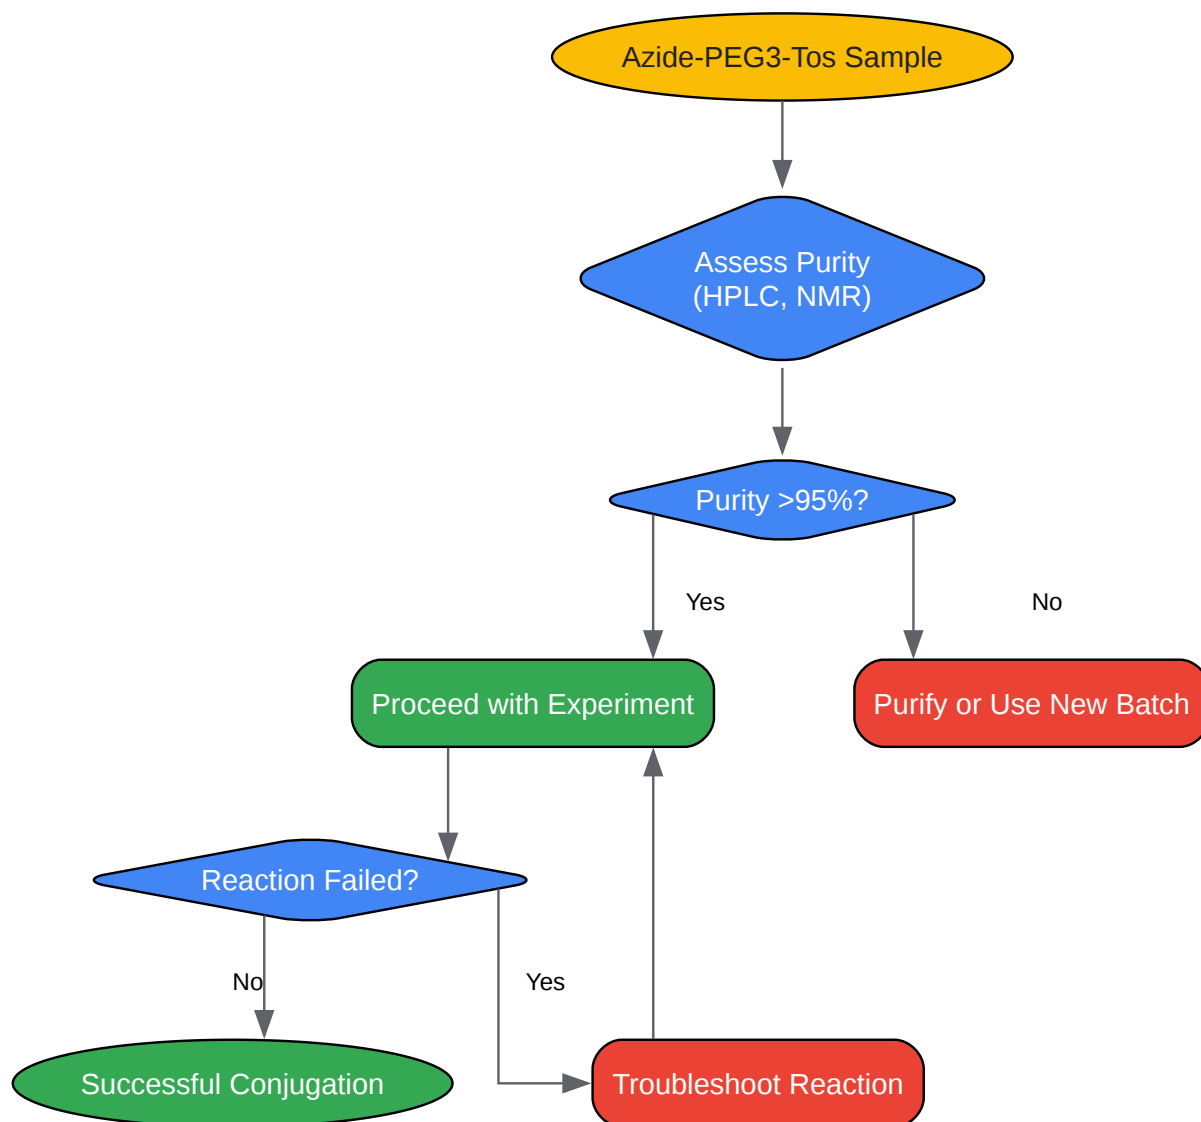 Azide-PEG3-Tos Sample
Assess Purity
(HPLC, NMR)
Purity >95%?
Yes
No
Proceed with Experiment
Purify or Use New Batch
Reaction Failed?
No
Yes
Successful Conjugation
Troubleshoot Reaction